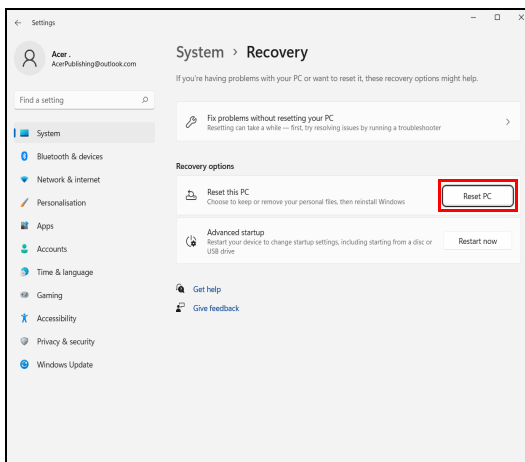 Settings
Acer .
AcerPublishing@outlook.com
Find a setting
System
Bluetooth & devices
Network & internet
Personalisation
Apps
Accounts
Time & language
Gaming
Accessibility
Privacy & security
Windows Update
System > Recovery
If you're having problems with your PC or want to reset it, these recovery options might help.
Fix problems without resetting your PC
Resetting can take a while — first, try resolving issues by running a troubleshooter
Recovery options
Reset this PC
Choose to keep or remove your personal files, then reinstall Windows
Reset PC
Advanced startup
Restart your device to change startup settings, including starting from a disc or
USB drive
Restart now
Get help
Give feedback